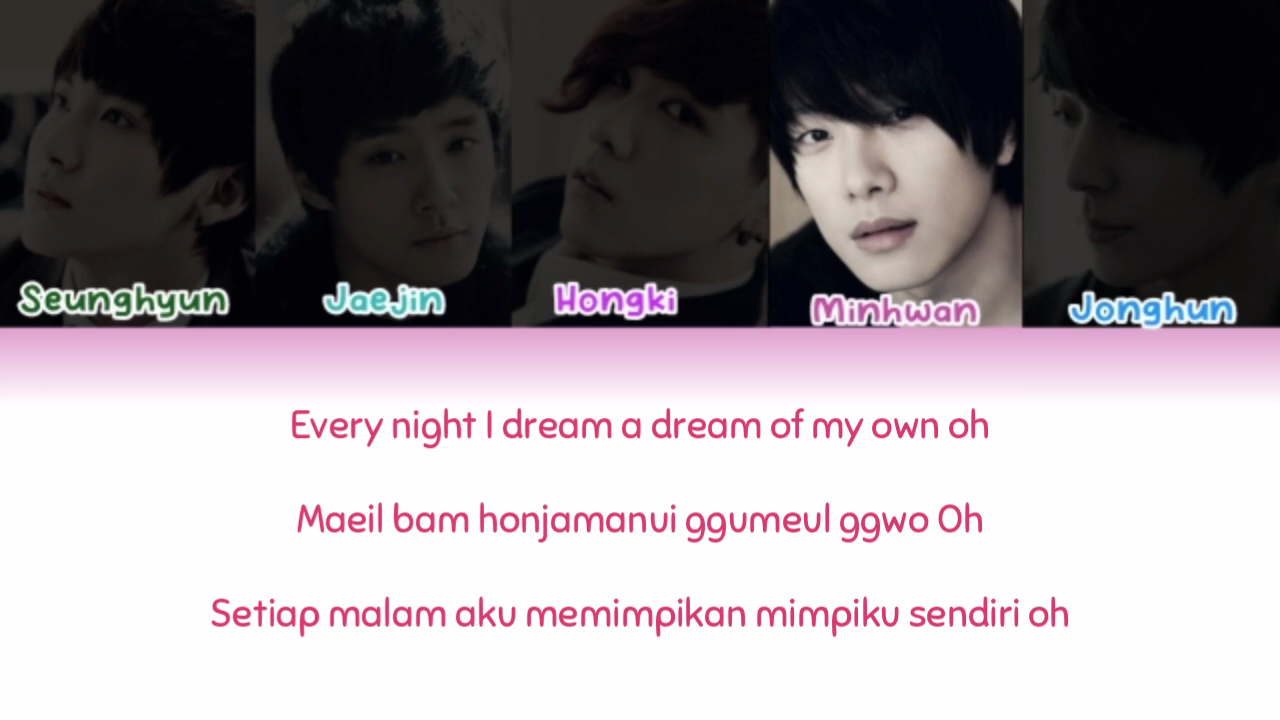 Seunghyun Jaejin Hongki Minhwan Jonghun
Every night I dream a dream of my own oh
Maeil bam honjamanui ggumeul ggwo Oh
Setiap malam aku memimpikan mimpiku sendiri oh